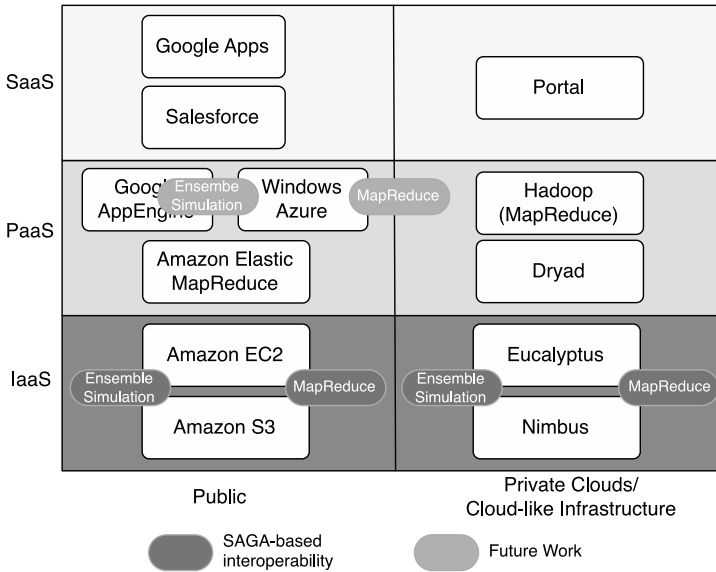 SaaS
Google Apps
Salesforce
Portal
PaaS
Google
AppEngine
Ensembe
Simulation
Windows
Azure
MapReduce
Hadoop
(MapReduce)
Amazon Elastic
MapReduce
Dryad
IaaS
Amazon EC2
Ensemble
Simulation
MapReduce
Amazon S3
Eucalyptus
Ensemble
Simulation
MapReduce
Nimbus
Public
Private Clouds/
Cloud-like Infrastructure
SAGA-based
interoperability
Future Work